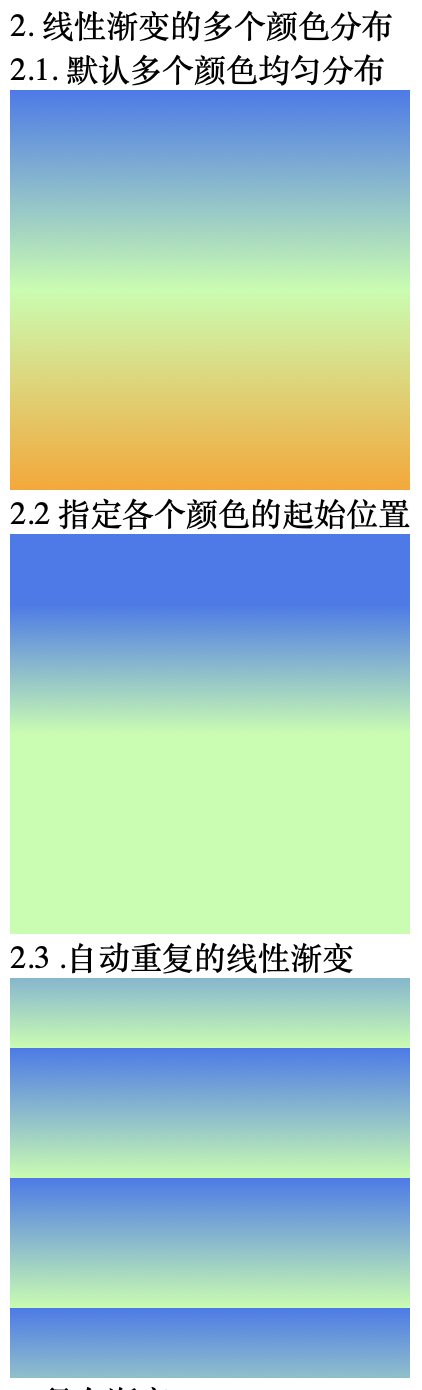 2. 线性渐变的多个颜色分布
2.1. 默认多个颜色均匀分布
2.2 指定各个颜色的起始位置
2.3 .自动重复的线性渐变